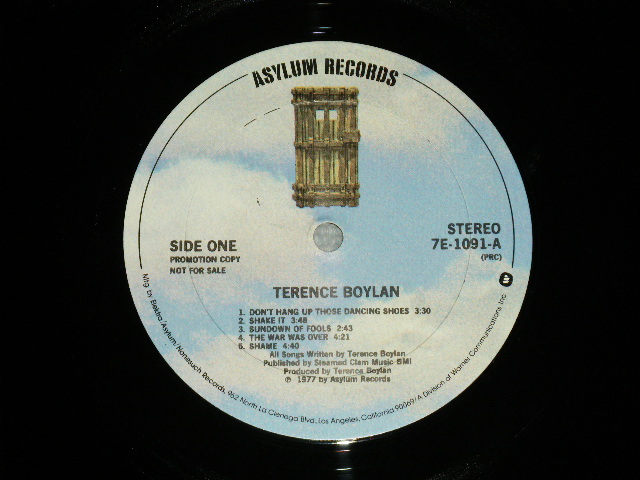 ASYLUM RECORDS
SIDE ONE
PROMOTION COPY
NOT FOR SALE
STEREO
7E-1091-A
(PRC)
TERENCE BOYLAN
1. DON'T HANG UP THOSE DANCING SHOES 3:30
2. SHAKE IT 3:48
3. SUNDOWN OF FOOLS 2:43
4. THE WAR WAS OVER 4:21
5. SHAME 4:40
All Songs Written by Terence Boylan
Published by Steamed Clam Music BMI
Produced by Terence Boylan
℗ 1977 by Asylum Records
Mfg by Elektra/Asylum/Nonesuch Records, 962 North La Cienega Blvd., Los Angeles, California 90069/A Division of Warner Communications Inc.